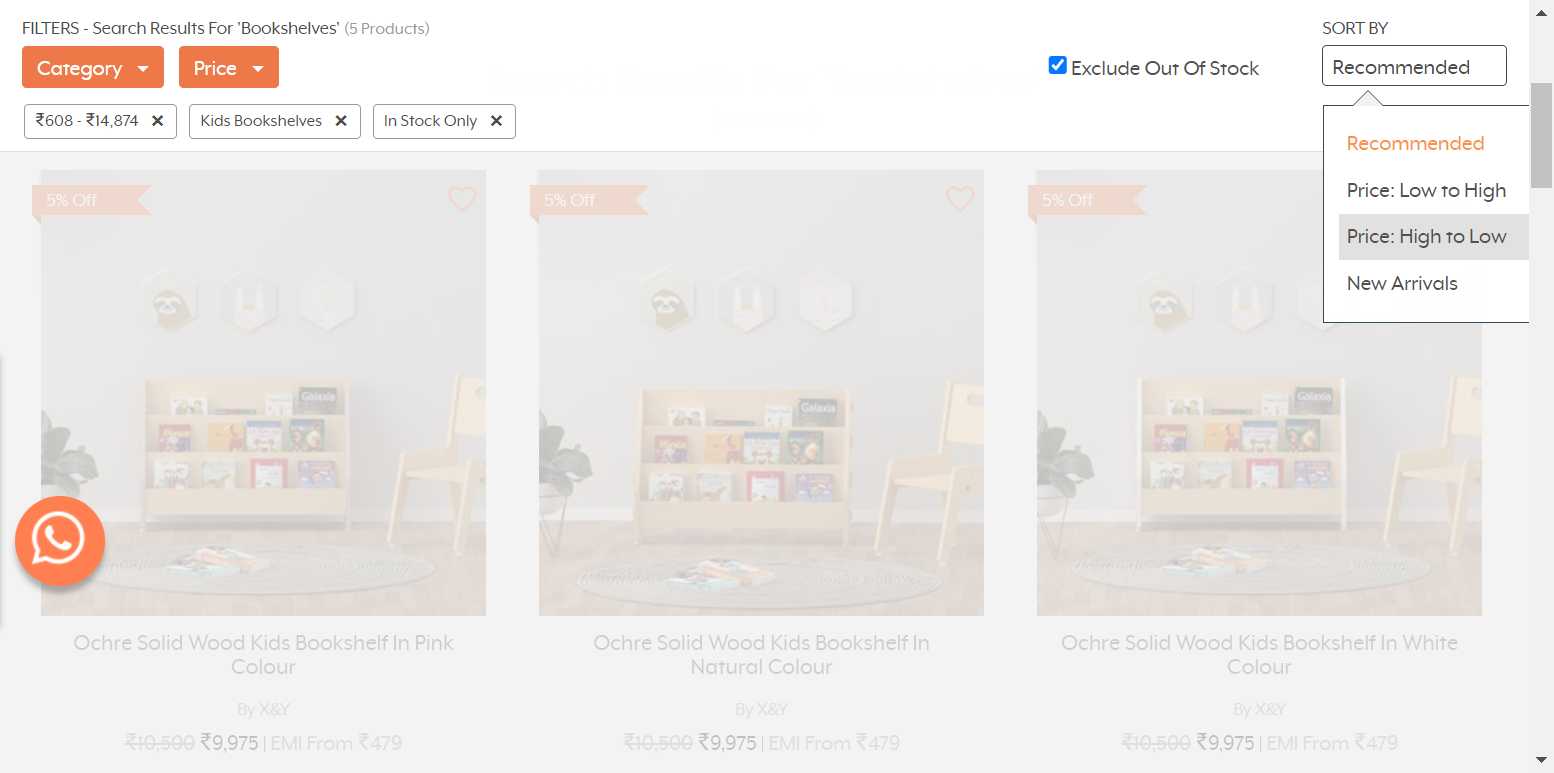 FILTERS - Search Results For 'Bookshelves' (5 Products)
SORT BY
Category
Price
Exclude Out Of Stock
Recommended
₹608 - ₹14,874 ✕
Kids Bookshelves ✕
In Stock Only ✕
Recommended
Price: Low to High
Price: High to Low
New Arrivals
5% Off
5% Off
5% Off
Galaxia
Galaxia
Galaxia
Ochre Solid Wood Kids Bookshelf In Pink
Colour
By X&Y
₹10,500 ₹9,975 | EMI From ₹479
Ochre Solid Wood Kids Bookshelf In
Natural Colour
By X&Y
₹10,500 ₹9,975 | EMI From ₹479
Ochre Solid Wood Kids Bookshelf In White
Colour
By X&Y
₹10,500 ₹9,975 | EMI From ₹479